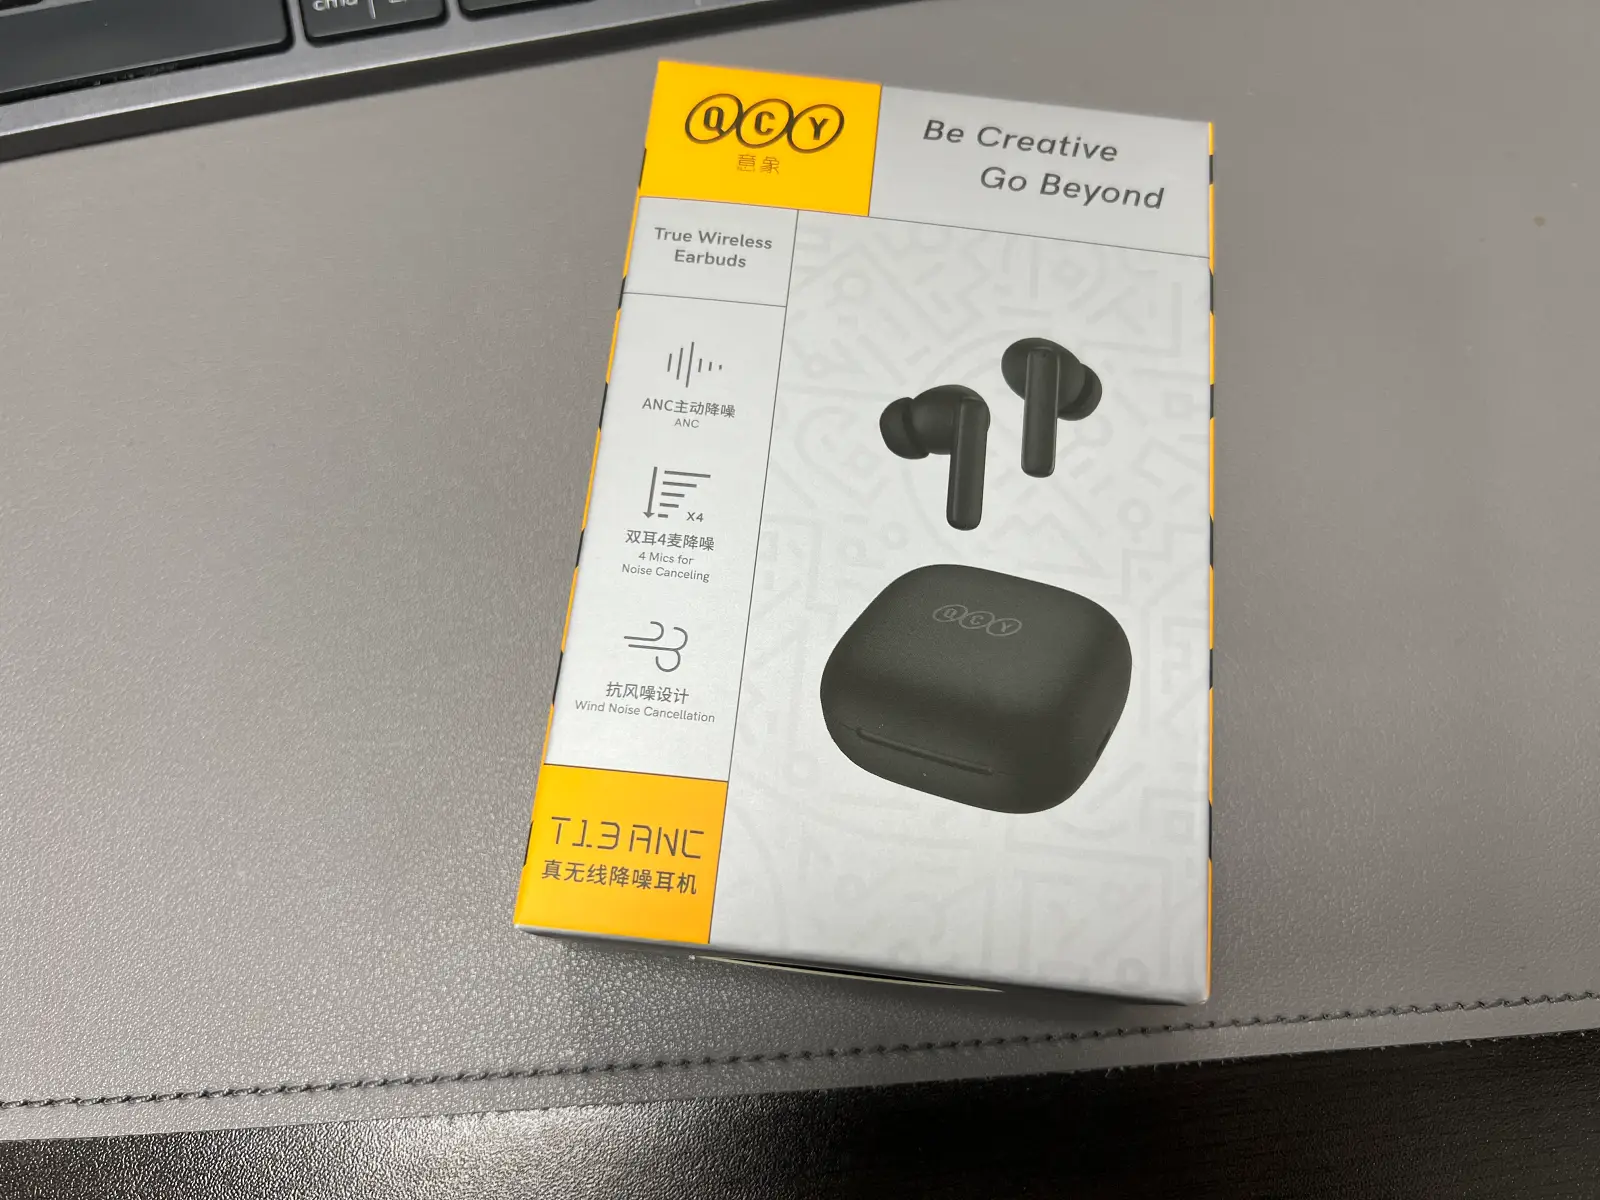 cmd
QCY
意象
Be Creative
Go Beyond
True Wireless
Earbuds
ANC主动降噪
ANC
X4
双耳4麦降噪
4 Mics for
Noise Canceling
抗风噪设计
Wind Noise Cancellation
QCY
T13 ANC
真无线降噪耳机